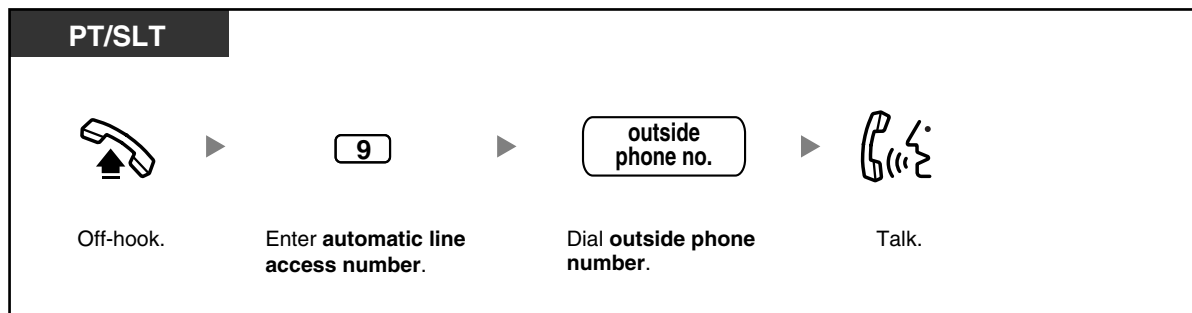 PT/SLT
9
outside
phone no.
Off-hook.
Enter automatic line
access number.
Dial outside phone
number.
Talk.